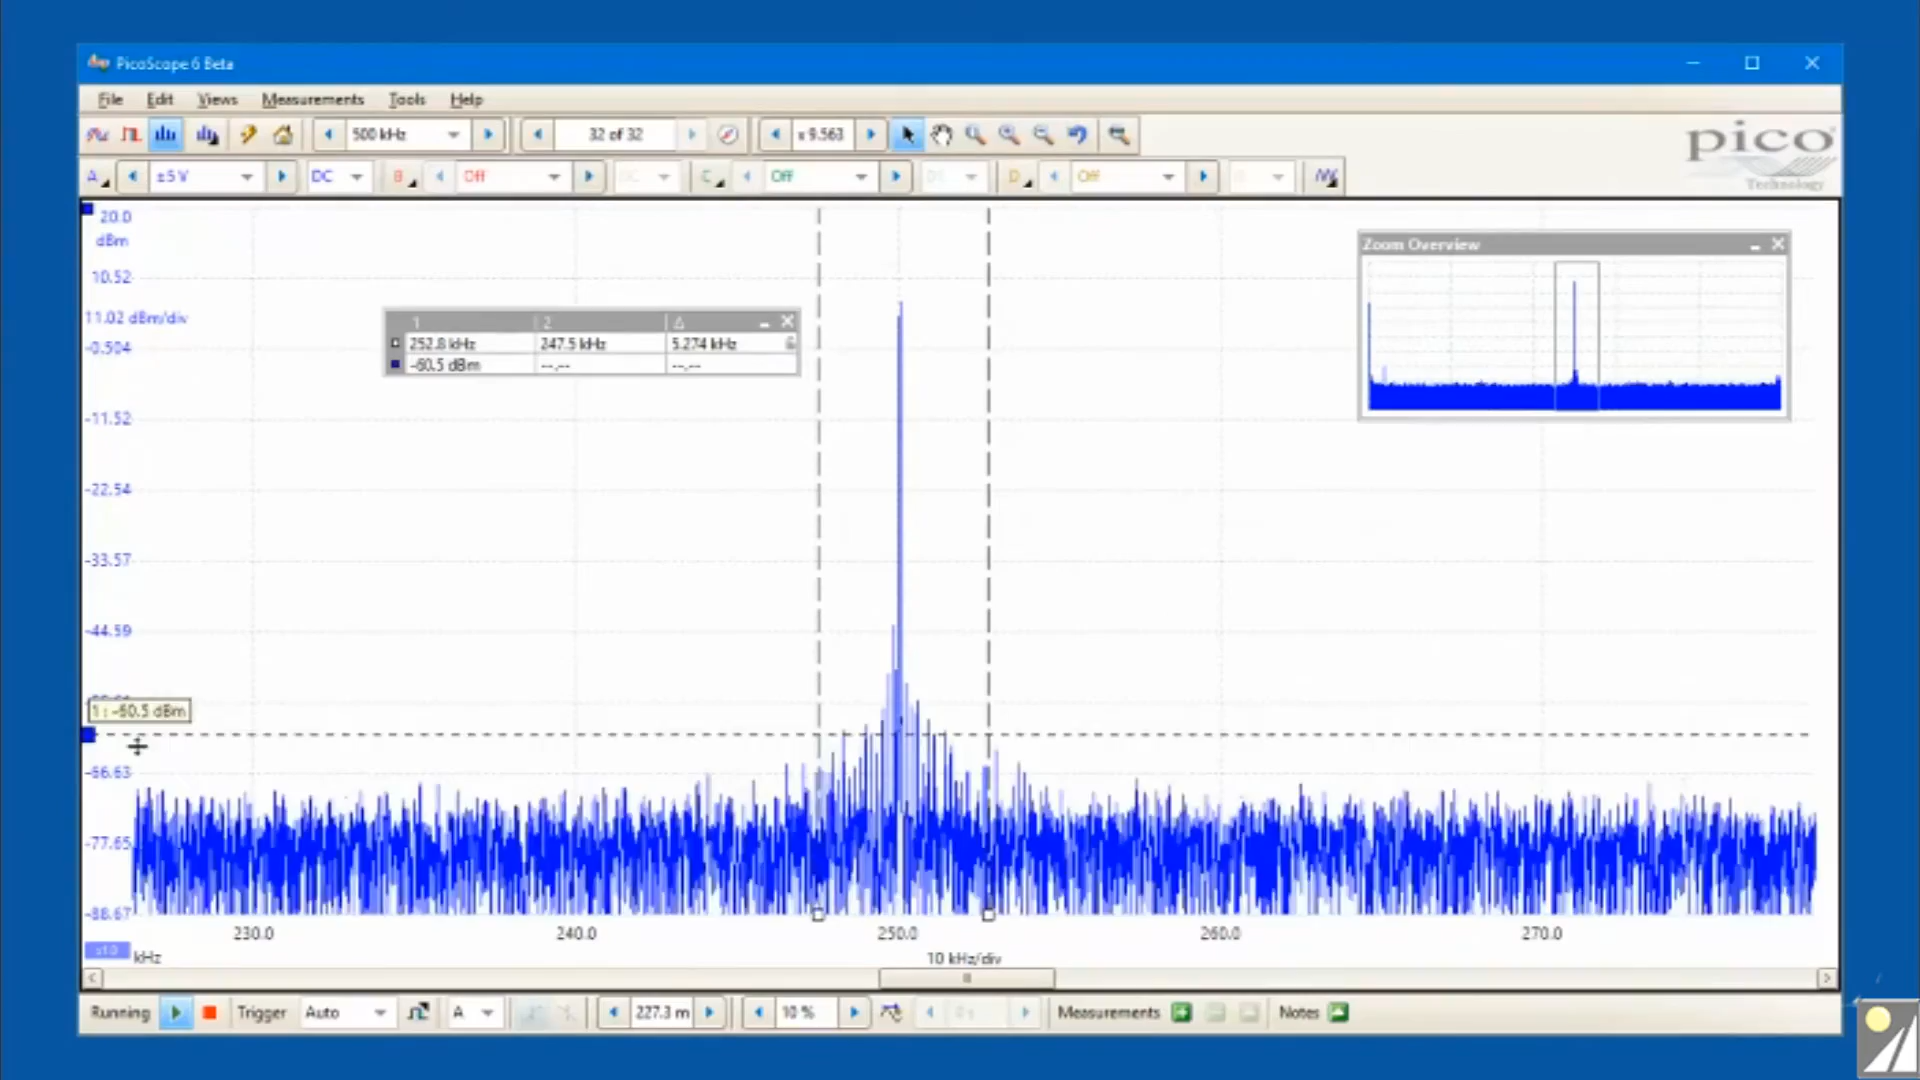 PicoScope 6 Beta
File Edit Views Measurements Tools Help
500 kHz 32 of 32 x 9.563
A ±5 V DC B Off C Off D Off
pico
Technology
20.0
dBm
10.52
11.02 dBm/div
-0.504
-11.52
-22.54
-33.57
-44.59
1 : -60.5 dBm
-66.63
-77.65
-88.67
1 2 Δ
252.8 kHz 247.5 kHz 5.274 kHz
-60.5 dBm --.-- --.--
Zoom Overview
230.0 240.0 250.0 260.0 270.0
x1.0 kHz 10 kHz/div
Running Trigger Auto A 227.3 m 10 % Measurements Notes